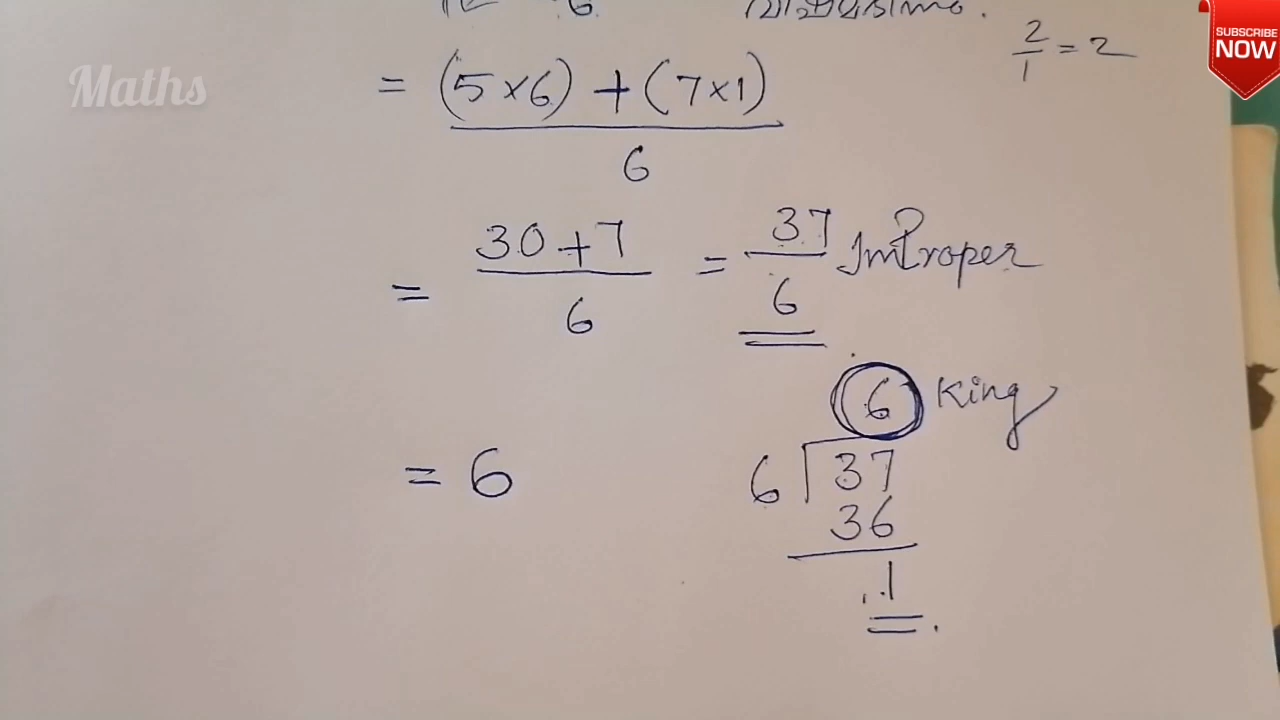 6
2/1 = 2
SUBSCRIBE
NOW
Maths
= (5×6) + (7×1)
6
= 30+7/6 = 37/6 Improper
6 King
= 6
6 37
36
1